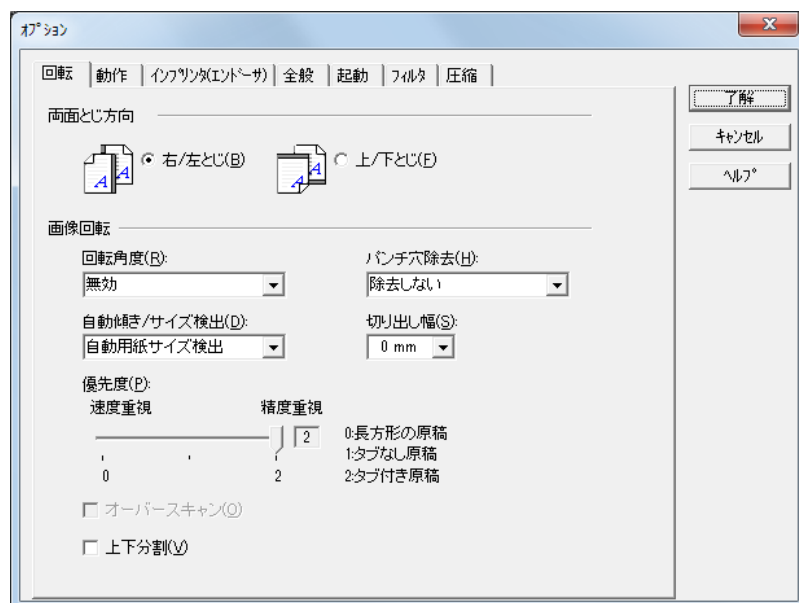 オプション
回転 動作 インプリンタ(エンドーサ) 全般 起動 フィルタ 圧縮
了解
キャンセル
ヘルプ
両面とじ方向
A A 右/左とじ(B) A A 上/下とじ(F)
画像回転
回転角度(R): パンチ穴除去(H):
無効 除去しない
自動傾き/サイズ検出(D): 切り出し幅(S):
自動用紙サイズ検出 0 mm
優先度(P):
速度重視 精度重視
2
0 2
0:長方形の原稿
1:タブなし原稿
2:タブ付き原稿
オーバースキャン(O)
上下分割(V)